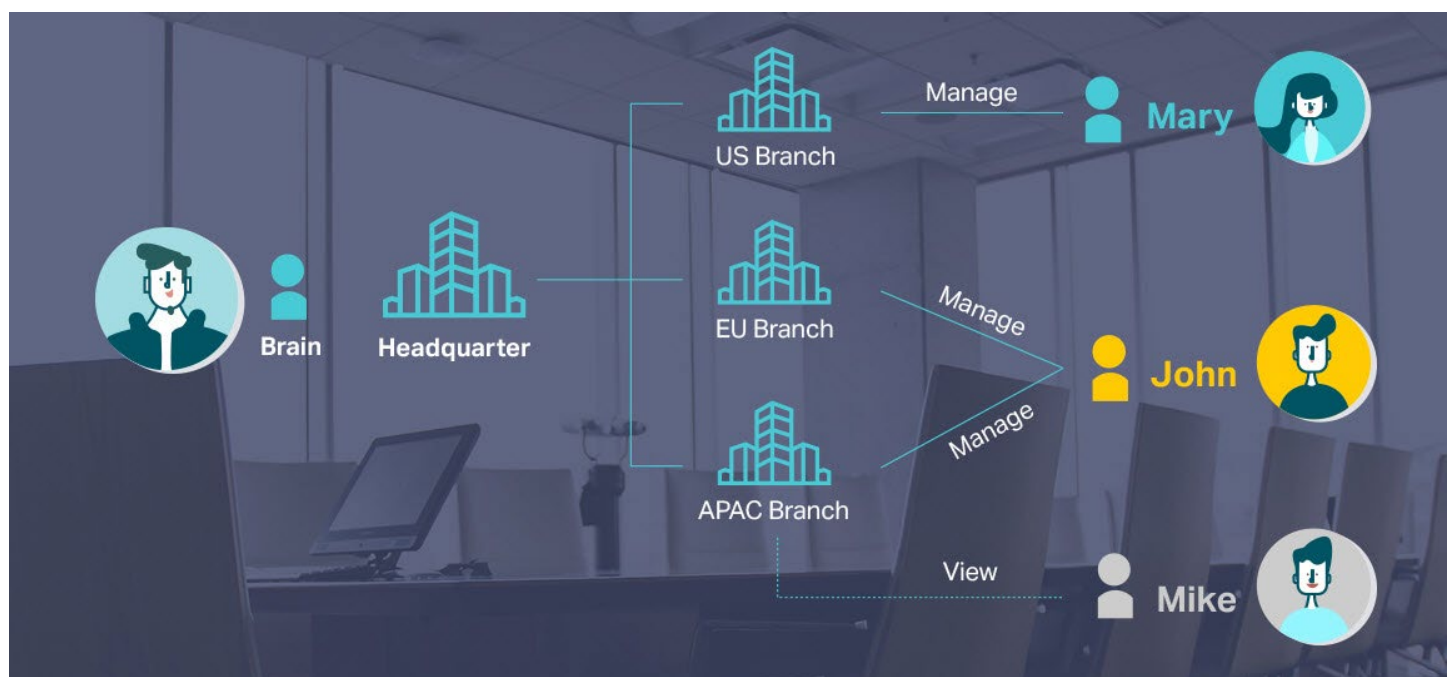 Manage
Mary
US Branch
Brain
Headquarter
EU Branch
Manage
John
Manage
APAC Branch
View
Mike